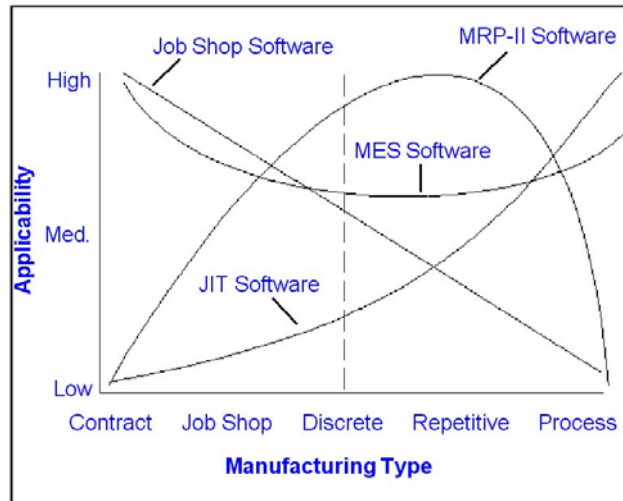 Job Shop Software
MRP-II Software
High
MES Software
Med.
Applicability
JIT Software
Low
Contract Job Shop Discrete Repetitive Process
Manufacturing Type